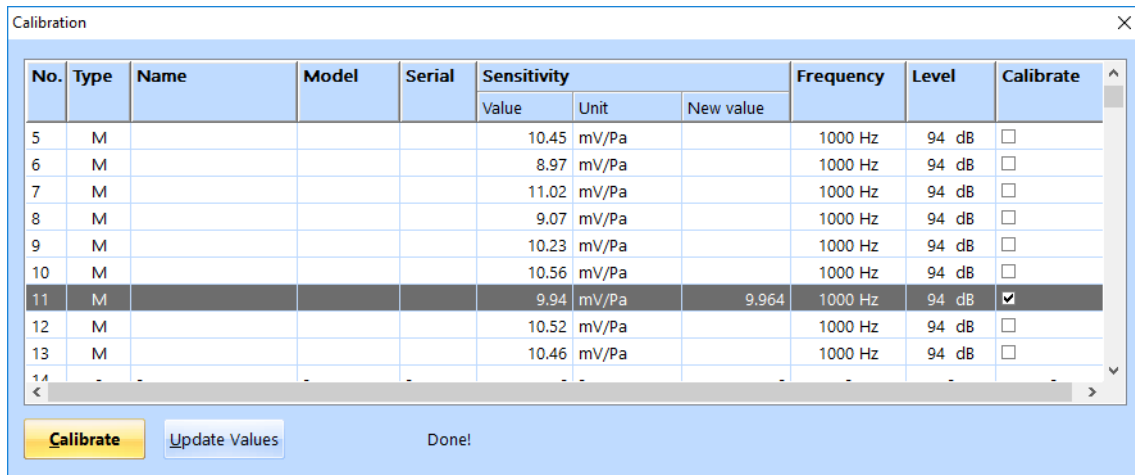 Calibration
No. Type Name Model Serial Sensitivity Frequency Level Calibrate
Value Unit New value
5 M 10.45 mV/Pa 1000 Hz 94 dB
6 M 8.97 mV/Pa 1000 Hz 94 dB
7 M 11.02 mV/Pa 1000 Hz 94 dB
8 M 9.07 mV/Pa 1000 Hz 94 dB
9 M 10.23 mV/Pa 1000 Hz 94 dB
10 M 10.56 mV/Pa 1000 Hz 94 dB
11 M 9.94 mV/Pa 9.964 1000 Hz 94 dB
12 M 10.52 mV/Pa 1000 Hz 94 dB
13 M 10.46 mV/Pa 1000 Hz 94 dB
14 - - - - - - - - - -
Calibrate Update Values Done!